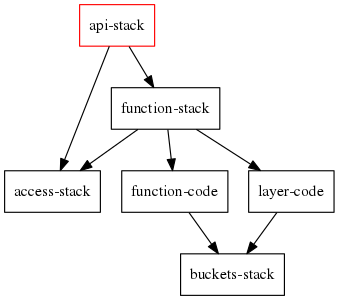 api-stack
function-stack
access-stack
function-code
layer-code
buckets-stack